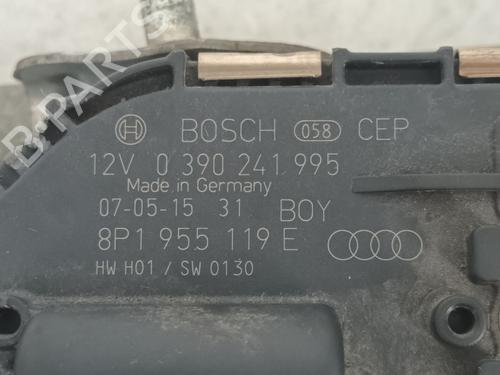 BOSCH 058 CEP
12V 0 390 241 995
Made in Germany
07-05-15 31 BOY
8P1 955 119 E
HW H01 / SW 0130
B-PARTS